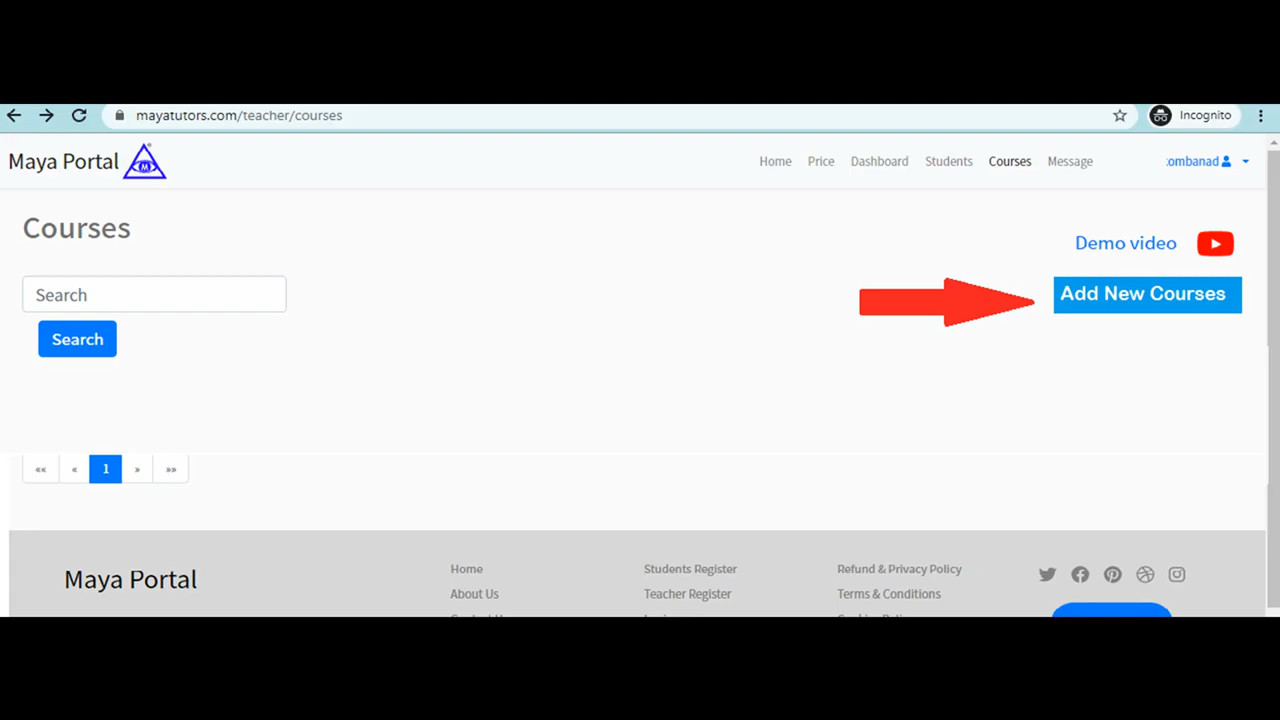 mayatutors.com/teacher/courses
Incognito
Maya Portal
M
Home Price Dashboard Students Courses Message
ombanad
Courses
Demo video
Search
Add New Courses
Search
«« « 1 » »»
Maya Portal
Home
About Us
Students Register
Teacher Register
Refund & Privacy Policy
Terms & Conditions